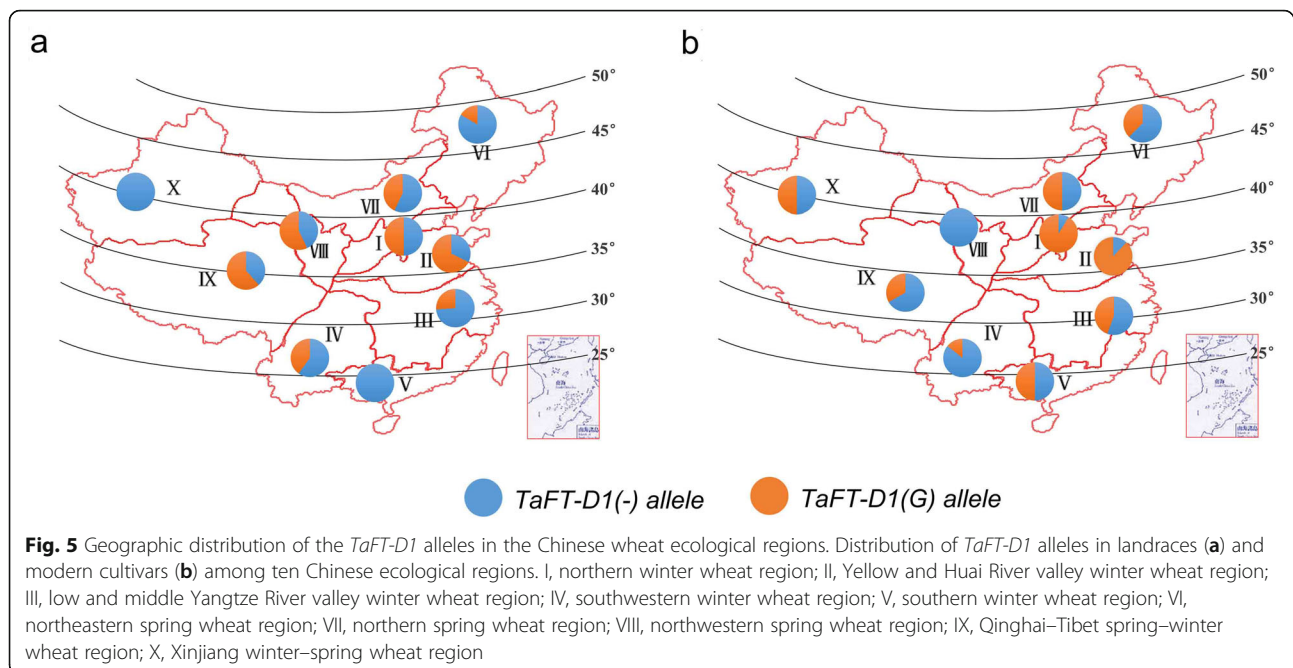 a
b
50°
45°
40°
35°
30°
25°
VI
X
VII
VIII
I
II
IX
III
IV
V
50°
45°
40°
35°
30°
25°
VI
X
VII
VIII
I
II
IX
III
IV
V
TaFT-D1(-) allele
TaFT-D1(G) allele
Fig. 5 Geographic distribution of the TaFT-D1 alleles in the Chinese wheat ecological regions. Distribution of TaFT-D1 alleles in landraces (a) and
modern cultivars (b) among ten Chinese ecological regions. I, northern winter wheat region; II, Yellow and Huai River valley winter wheat region;
III, low and middle Yangtze River valley winter wheat region; IV, southwestern winter wheat region; V, southern winter wheat region; VI,
northeastern spring wheat region; VII, northern spring wheat region; VIII, northwestern spring wheat region; IX, Qinghai–Tibet spring–winter
wheat region; X, Xinjiang winter–spring wheat region